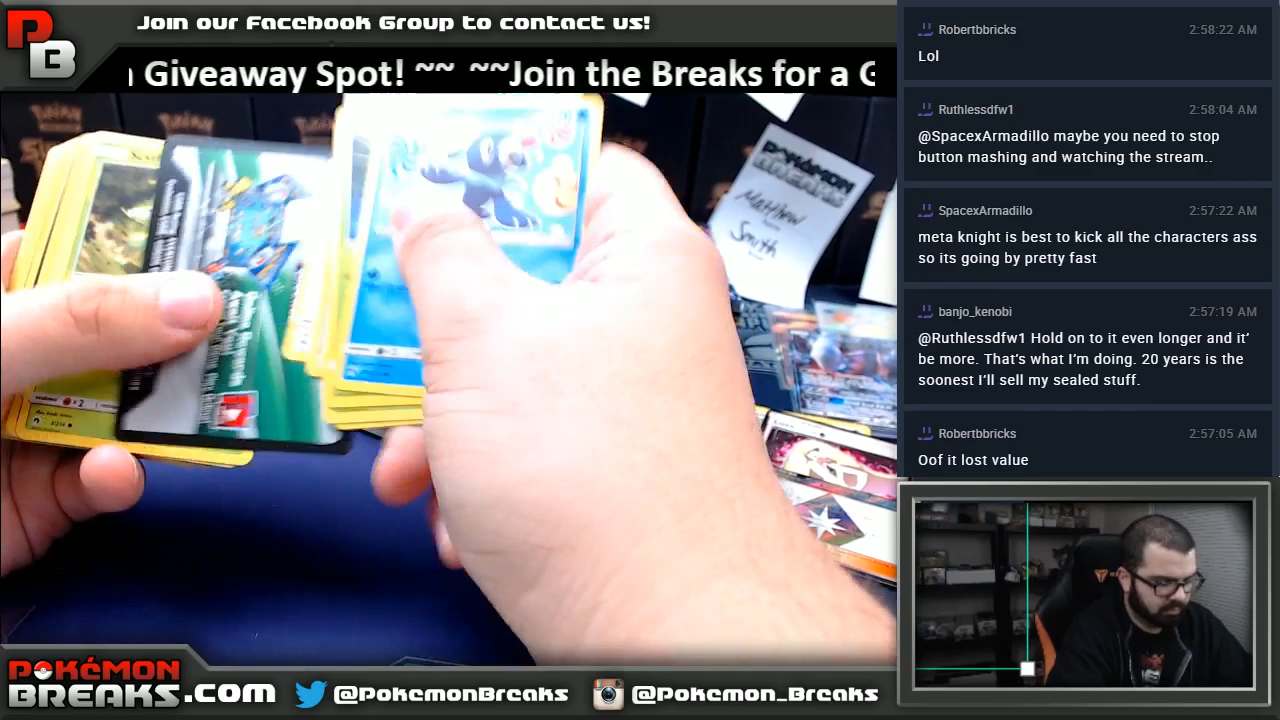 PB
Join our Facebook Group to contact us!
Giveaway Spot! ~~ ~~Join the Breaks for a G
POKÉMON
BREAKS
Matthew
Smith
Robertbbricks 2:58:22 AM
Lol
Ruthlessdfw1 2:58:04 AM
@SpacexArmadillo maybe you need to stop
button mashing and watching the stream..
SpacexArmadillo 2:57:22 AM
meta knight is best to kick all the characters ass
so its going by pretty fast
banjo_kenobi 2:57:19 AM
@Ruthlessdfw1 Hold on to it even longer and it’
be more. That’s what I’m doing. 20 years is the
soonest I’ll sell my sealed stuff.
Robertbbricks 2:57:05 AM
Oof it lost value
POKéMON
BREAKS.com
@PokemonBreaks
@Pokemon_Breaks